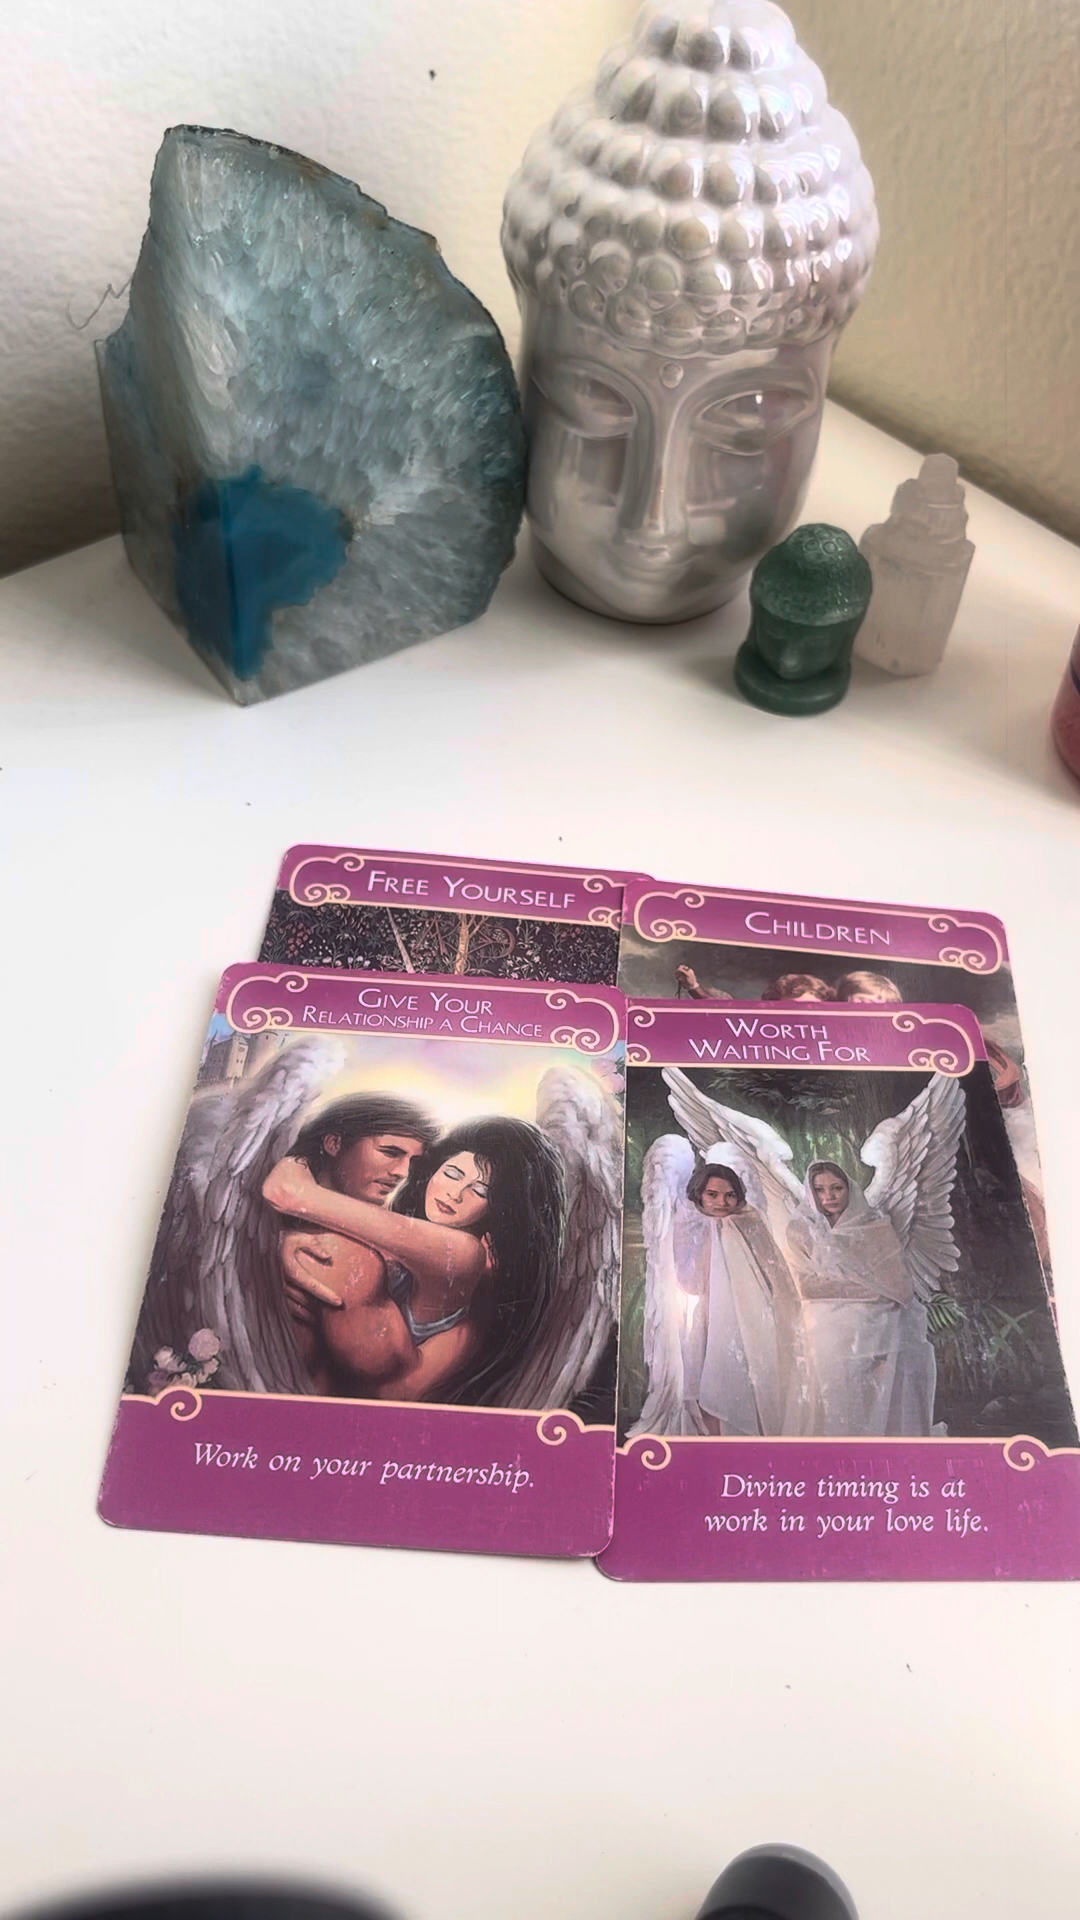 FREE YOURSELF
CHILDREN
GIVE YOUR
RELATIONSHIP A CHANCE
Work on your partnership.
WORTH
WAITING FOR
Divine timing is at
work in your love life.